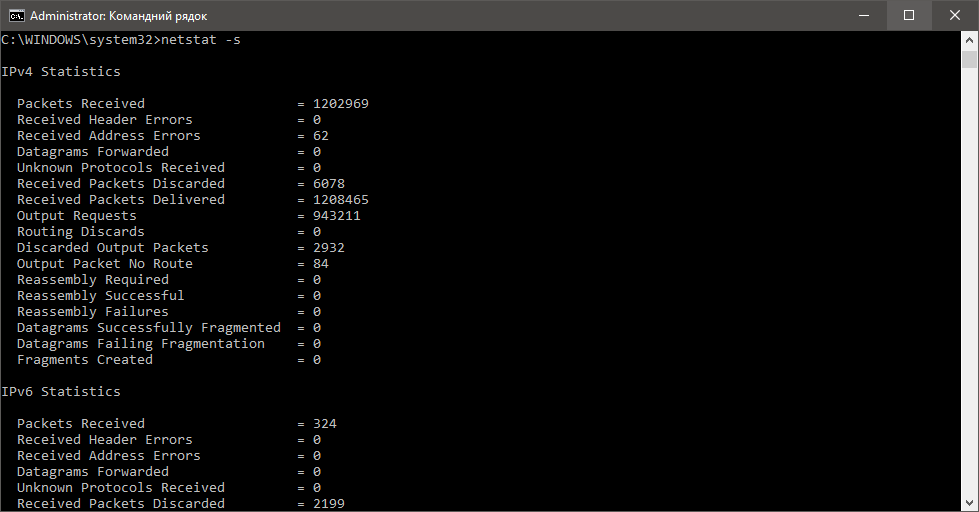 Administrator: Командний рядок
C:\WINDOWS\system32>netstat -s
IPv4 Statistics
Packets Received = 1202969
Received Header Errors = 0
Received Address Errors = 62
Datagrams Forwarded = 0
Unknown Protocols Received = 0
Received Packets Discarded = 6078
Received Packets Delivered = 1208465
Output Requests = 943211
Routing Discards = 0
Discarded Output Packets = 2932
Output Packet No Route = 84
Reassembly Required = 0
Reassembly Successful = 0
Reassembly Failures = 0
Datagrams Successfully Fragmented = 0
Datagrams Failing Fragmentation = 0
Fragments Created = 0
IPv6 Statistics
Packets Received = 324
Received Header Errors = 0
Received Address Errors = 0
Datagrams Forwarded = 0
Unknown Protocols Received = 0
Received Packets Discarded = 2199